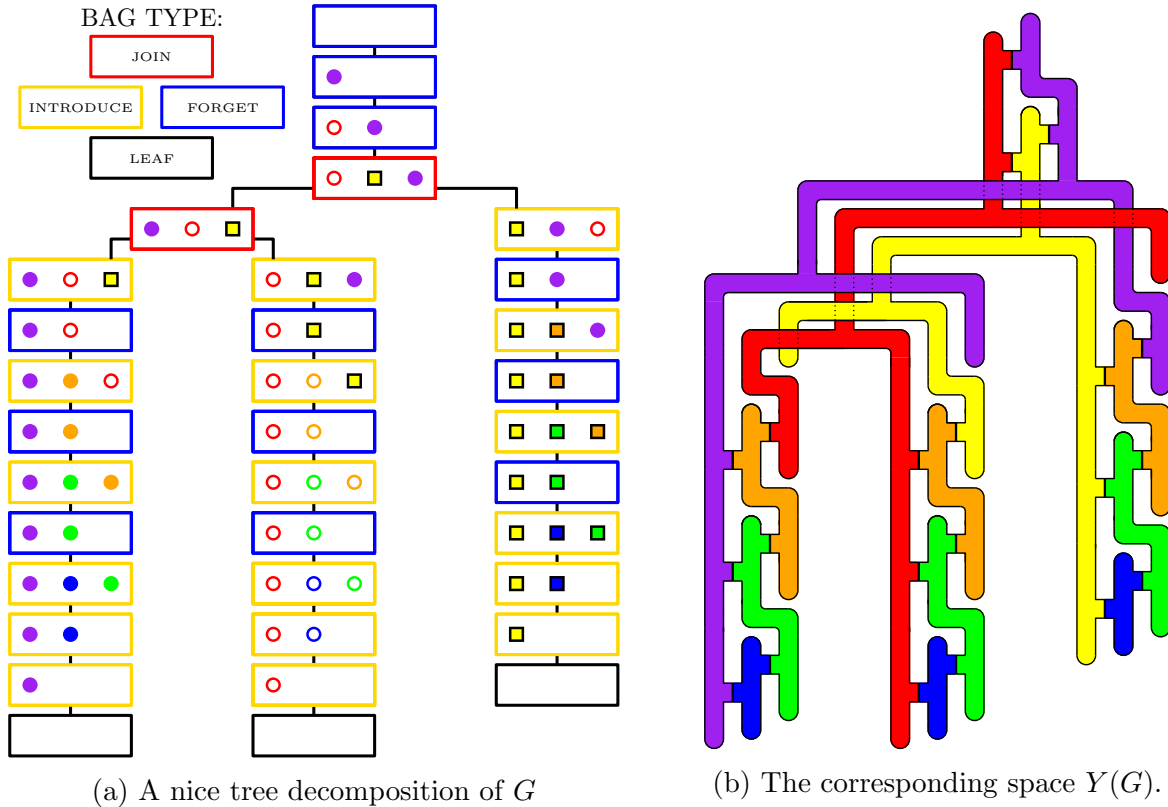 BAG TYPE:
JOIN
INTRODUCE FORGET
LEAF
(a) A nice tree decomposition of G
(b) The corresponding space Y(G).